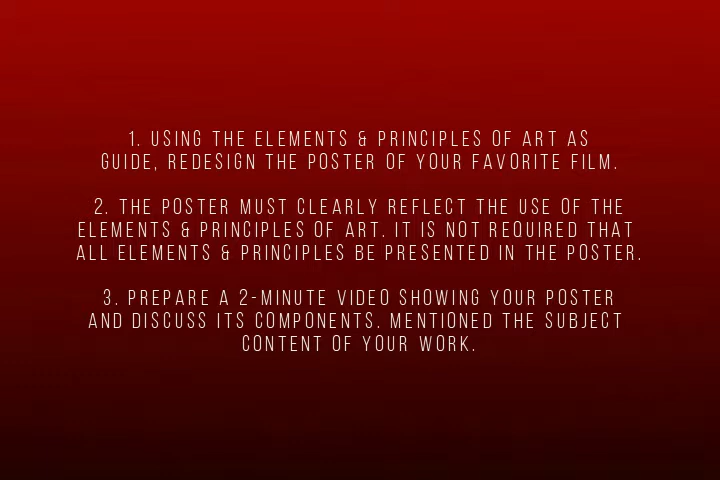 1. USING THE ELEMENTS & PRINCIPLES OF ART AS
GUIDE, REDESIGN THE POSTER OF YOUR FAVORITE FILM.
2. THE POSTER MUST CLEARLY REFLECT THE USE OF THE
ELEMENTS & PRINCIPLES OF ART. IT IS NOT REQUIRED THAT
ALL ELEMENTS & PRINCIPLES BE PRESENTED IN THE POSTER.
3. PREPARE A 2-MINUTE VIDEO SHOWING YOUR POSTER
AND DISCUSS ITS COMPONENTS. MENTIONED THE SUBJECT
CONTENT OF YOUR WORK.